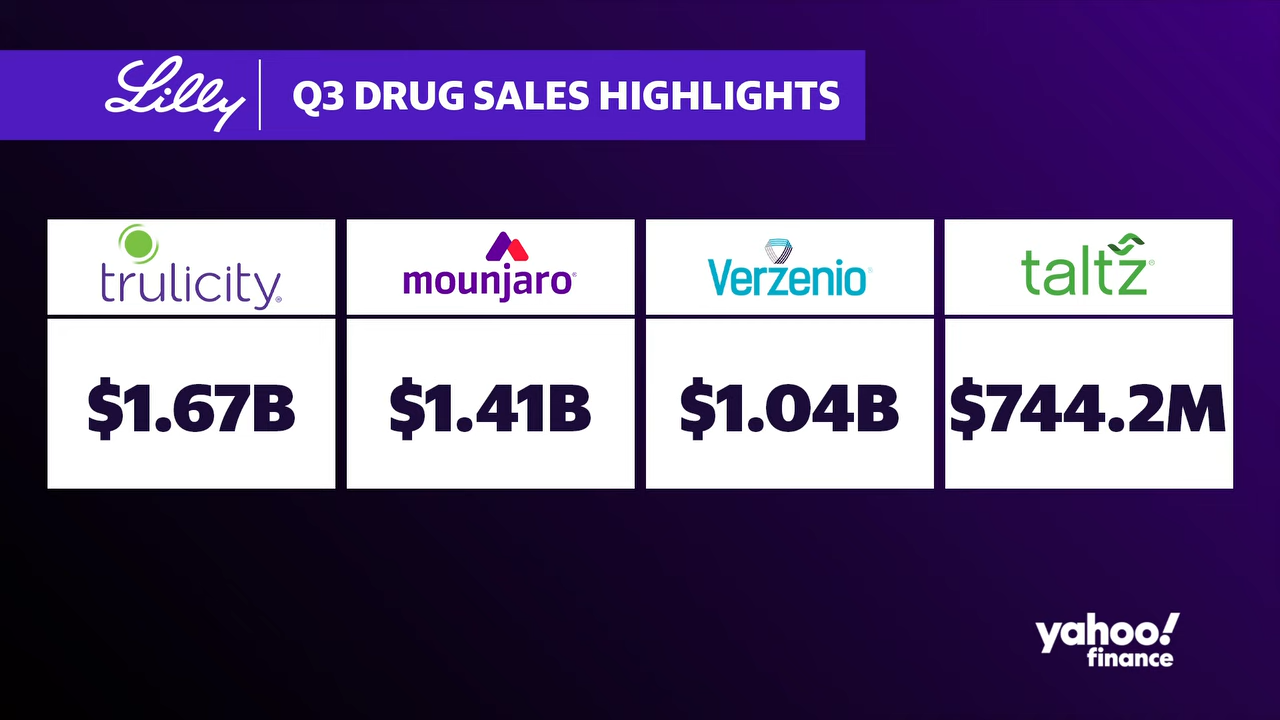 Lilly
Q3 DRUG SALES HIGHLIGHTS
trulicity®
mounjaro®
Verzenio®
taltz®
$1.67B
$1.41B
$1.04B
$744.2M
yahoo!
finance